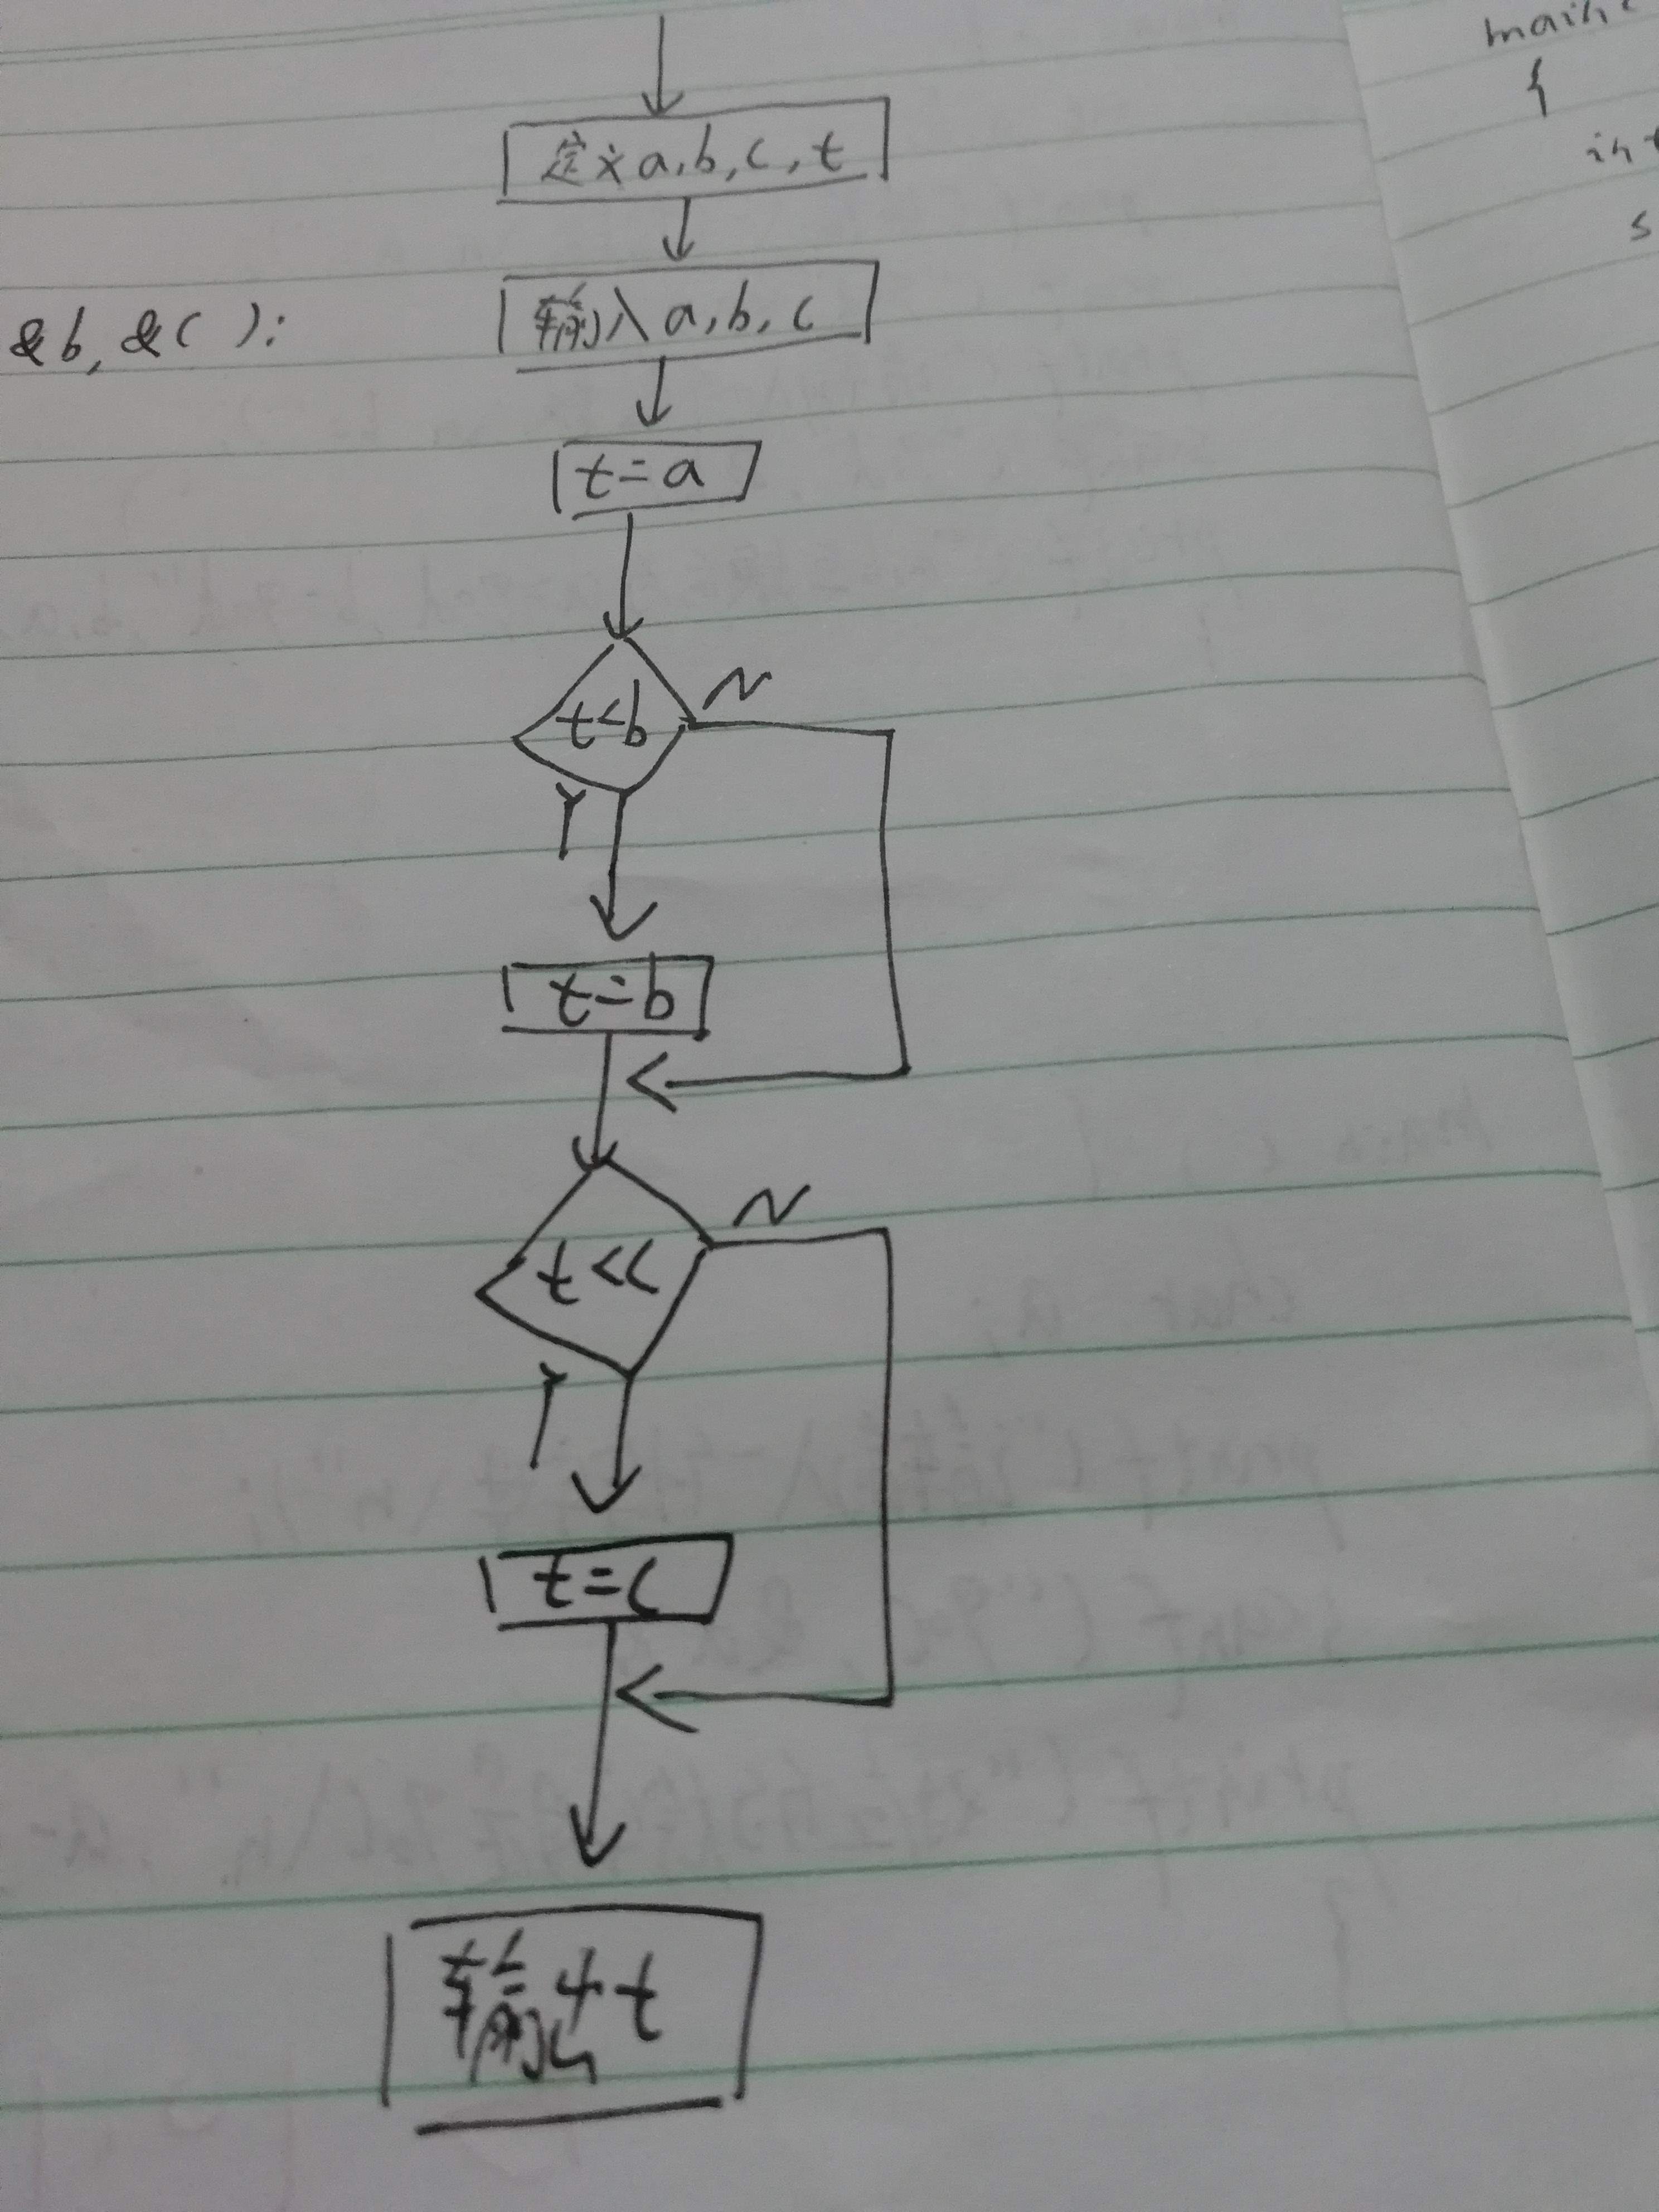 main
{
int
s
定义a,b,c,t
输入a,b,c
&b,&c):
t=a
t<b
N
Y
t=b
t<c
N
Y
t=c
输出t